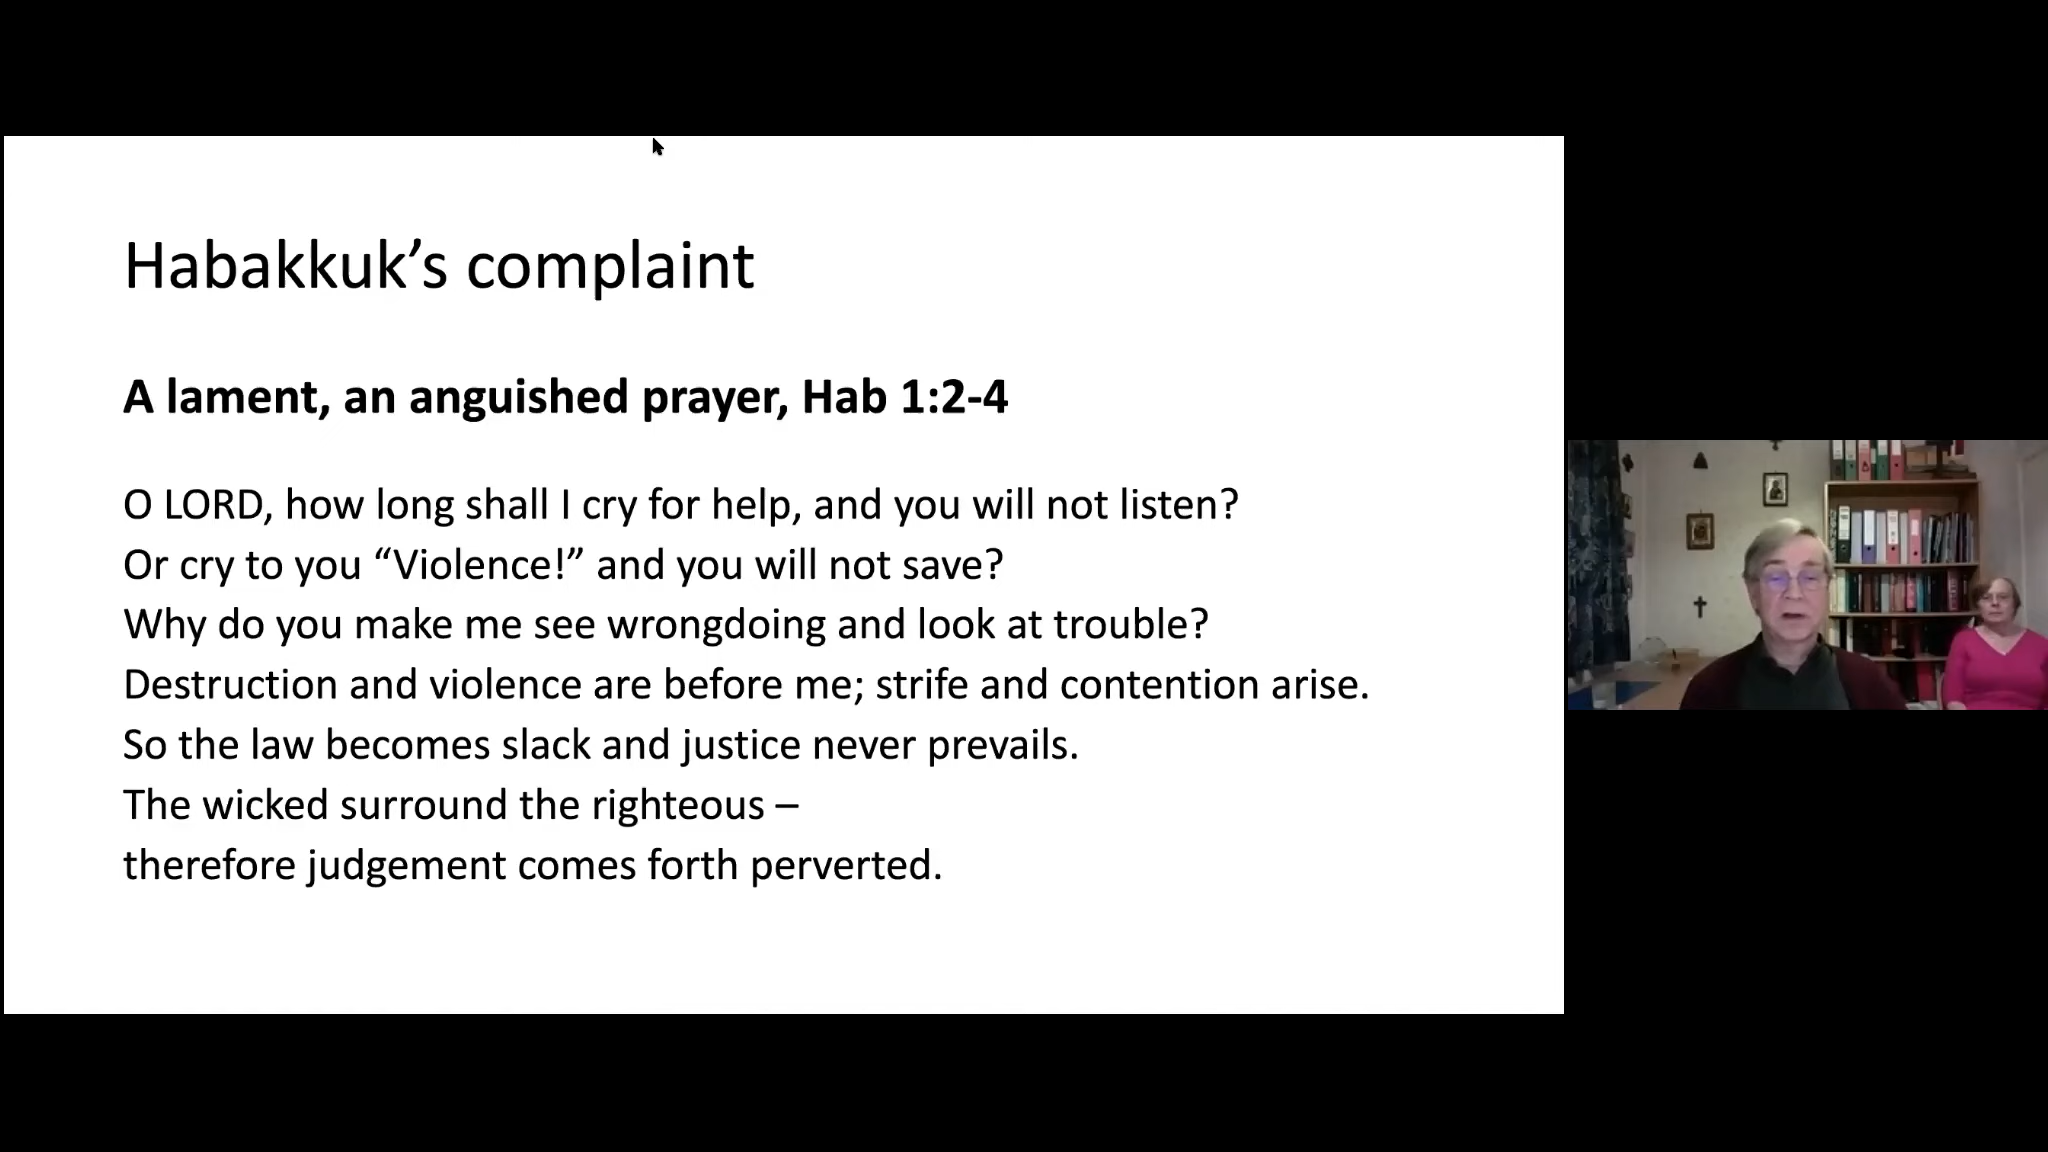 Habakkuk’s complaint
A lament, an anguished prayer, Hab 1:2-4
O LORD, how long shall I cry for help, and you will not listen?
Or cry to you “Violence!” and you will not save?
Why do you make me see wrongdoing and look at trouble?
Destruction and violence are before me; strife and contention arise.
So the law becomes slack and justice never prevails.
The wicked surround the righteous –
therefore judgement comes forth perverted.